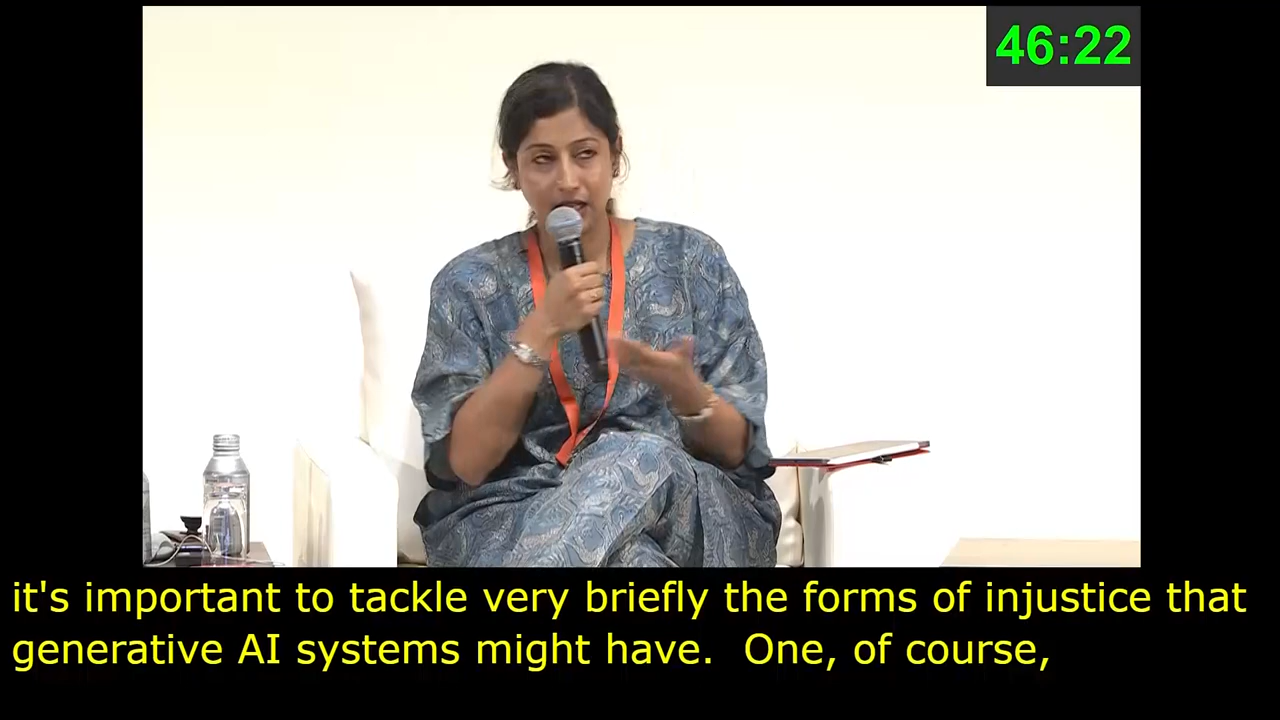 46:22
it's important to tackle very briefly the forms of injustice that
generative AI systems might have.  One, of course,